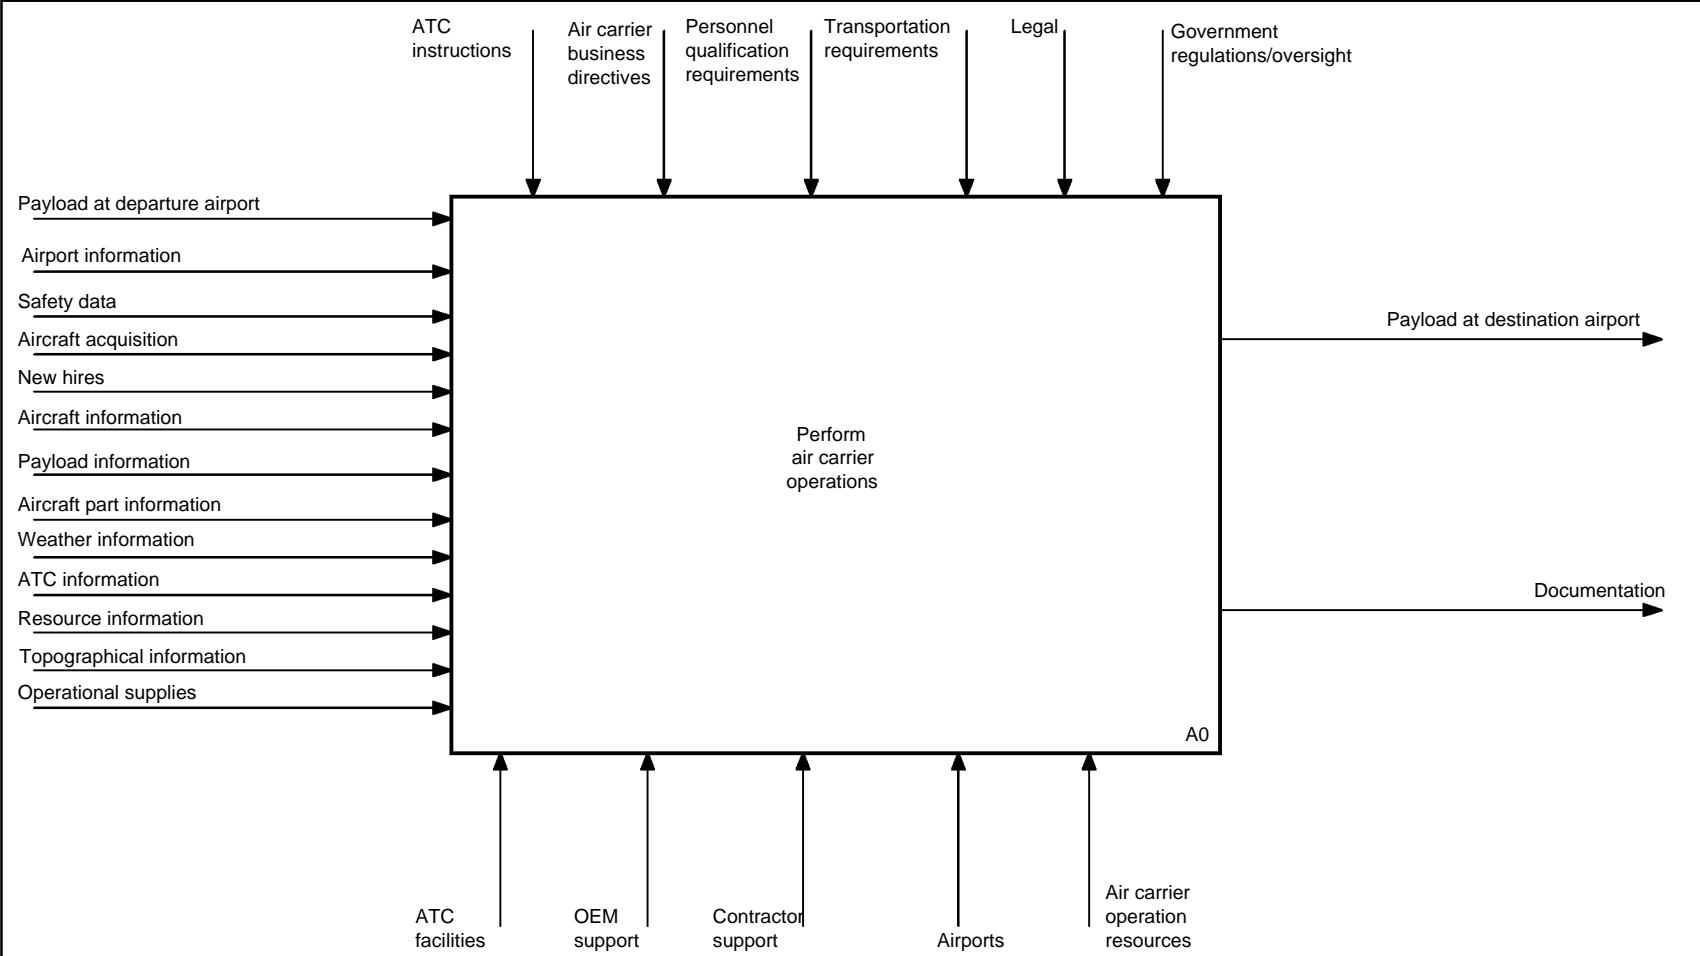 ATC
instructions
Air carrier
business
directives
Personnel
qualification
requirements
Transportation
requirements
Legal
Government
regulations/oversight
Payload at departure airport
Airport information
Safety data
Aircraft acquisition
New hires
Aircraft information
Payload information
Aircraft part information
Weather information
ATC information
Resource information
Topographical information
Operational supplies
Perform
air carrier
operations
A0
Payload at destination airport
Documentation
ATC
facilities
OEM
support
Contractor
support
Airports
Air carrier
operation
resources